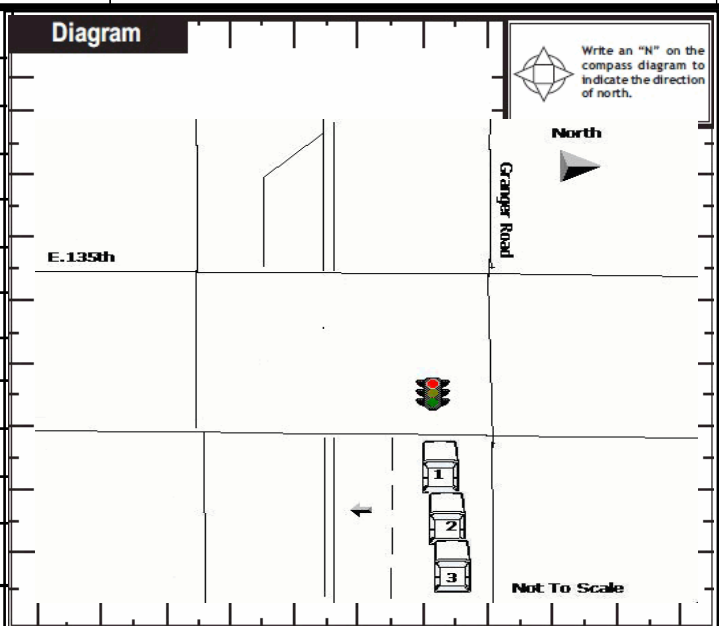 Diagram
Write an “N” on the
compass diagram to
indicate the direction
of north.
North
Granger Road
E.135th
1
2
3
Not To Scale